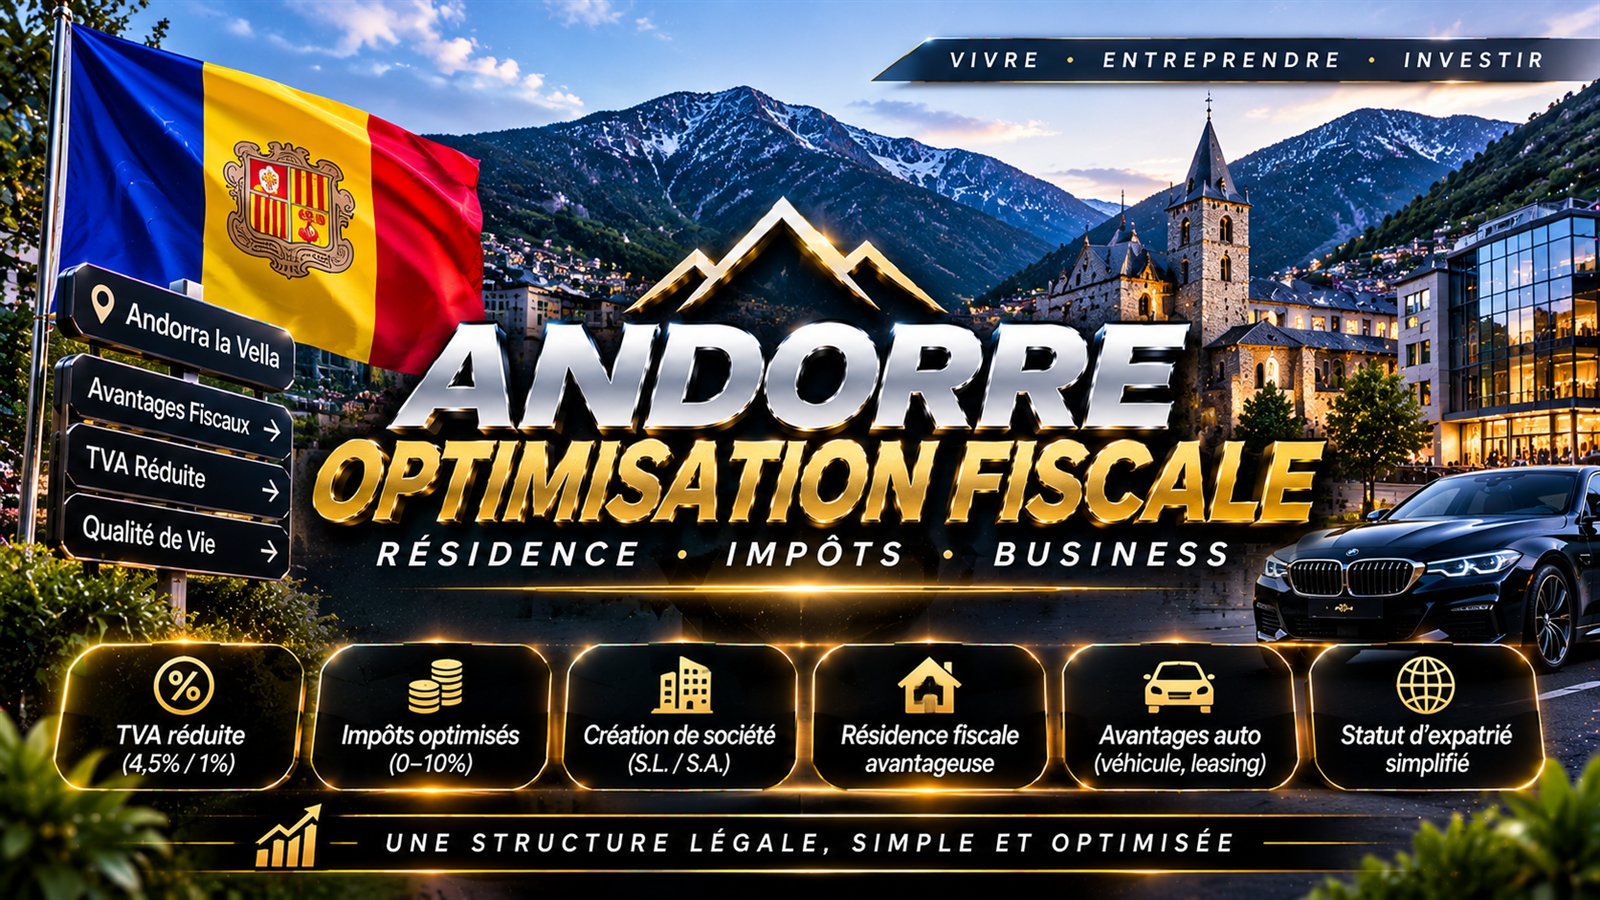 VIVRE • ENTREPRENDRE • INVESTIR
Andorra la Vella
Avantages Fiscaux →
TVA Réduite →
Qualité de Vie →
ANDORRE
OPTIMISATION FISCALE
RÉSIDENCE • IMPÔTS • BUSINESS
TVA réduite
(4,5% / 1%)
Impôts optimisés
(0–10%)
Création de société
(S.L. / S.A.)
Résidence fiscale
avantageuse
Avantages auto
(véhicule, leasing)
Statut d'expatrié
simplifié
UNE STRUCTURE LÉGALE, SIMPLE ET OPTIMISÉE